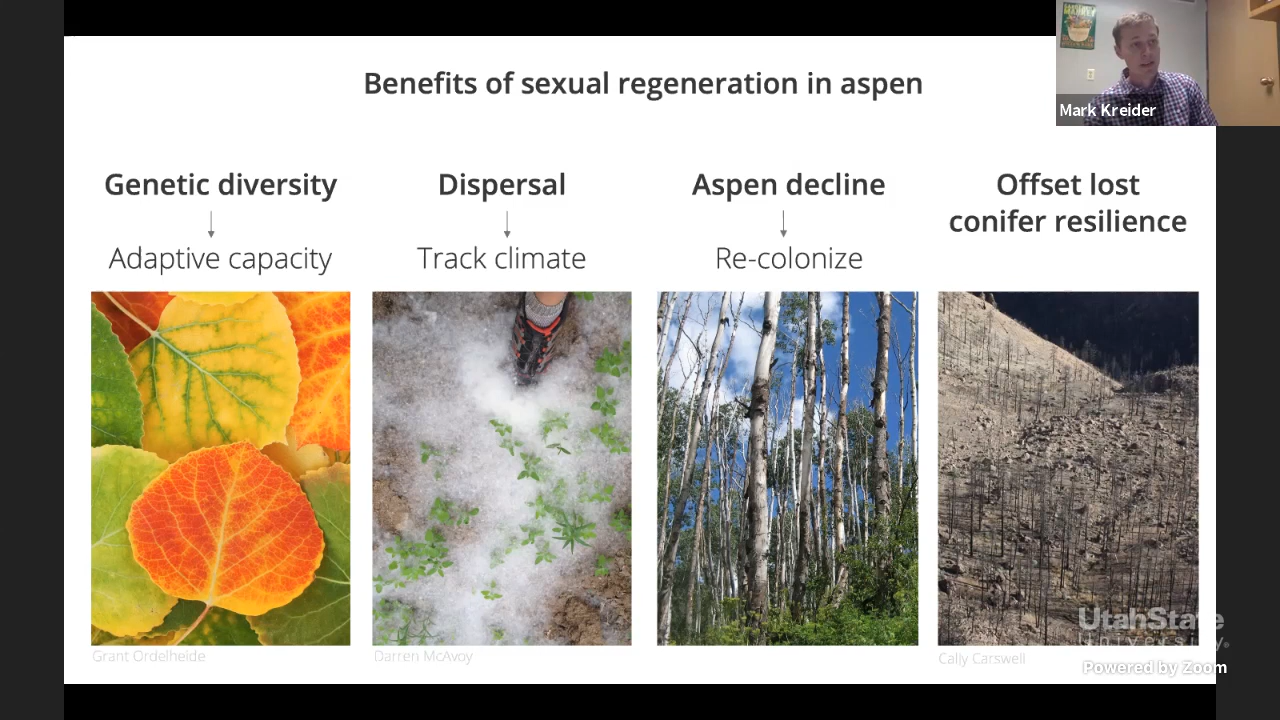 Benefits of sexual regeneration in aspen
Mark Kreider
Genetic diversity
Adaptive capacity
Dispersal
Track climate
Aspen decline
Re-colonize
Offset lost
conifer resilience
Grant Ordelheide
Darren McAvoy
Cally Carswell
UtahState
University
Powered by Zoom